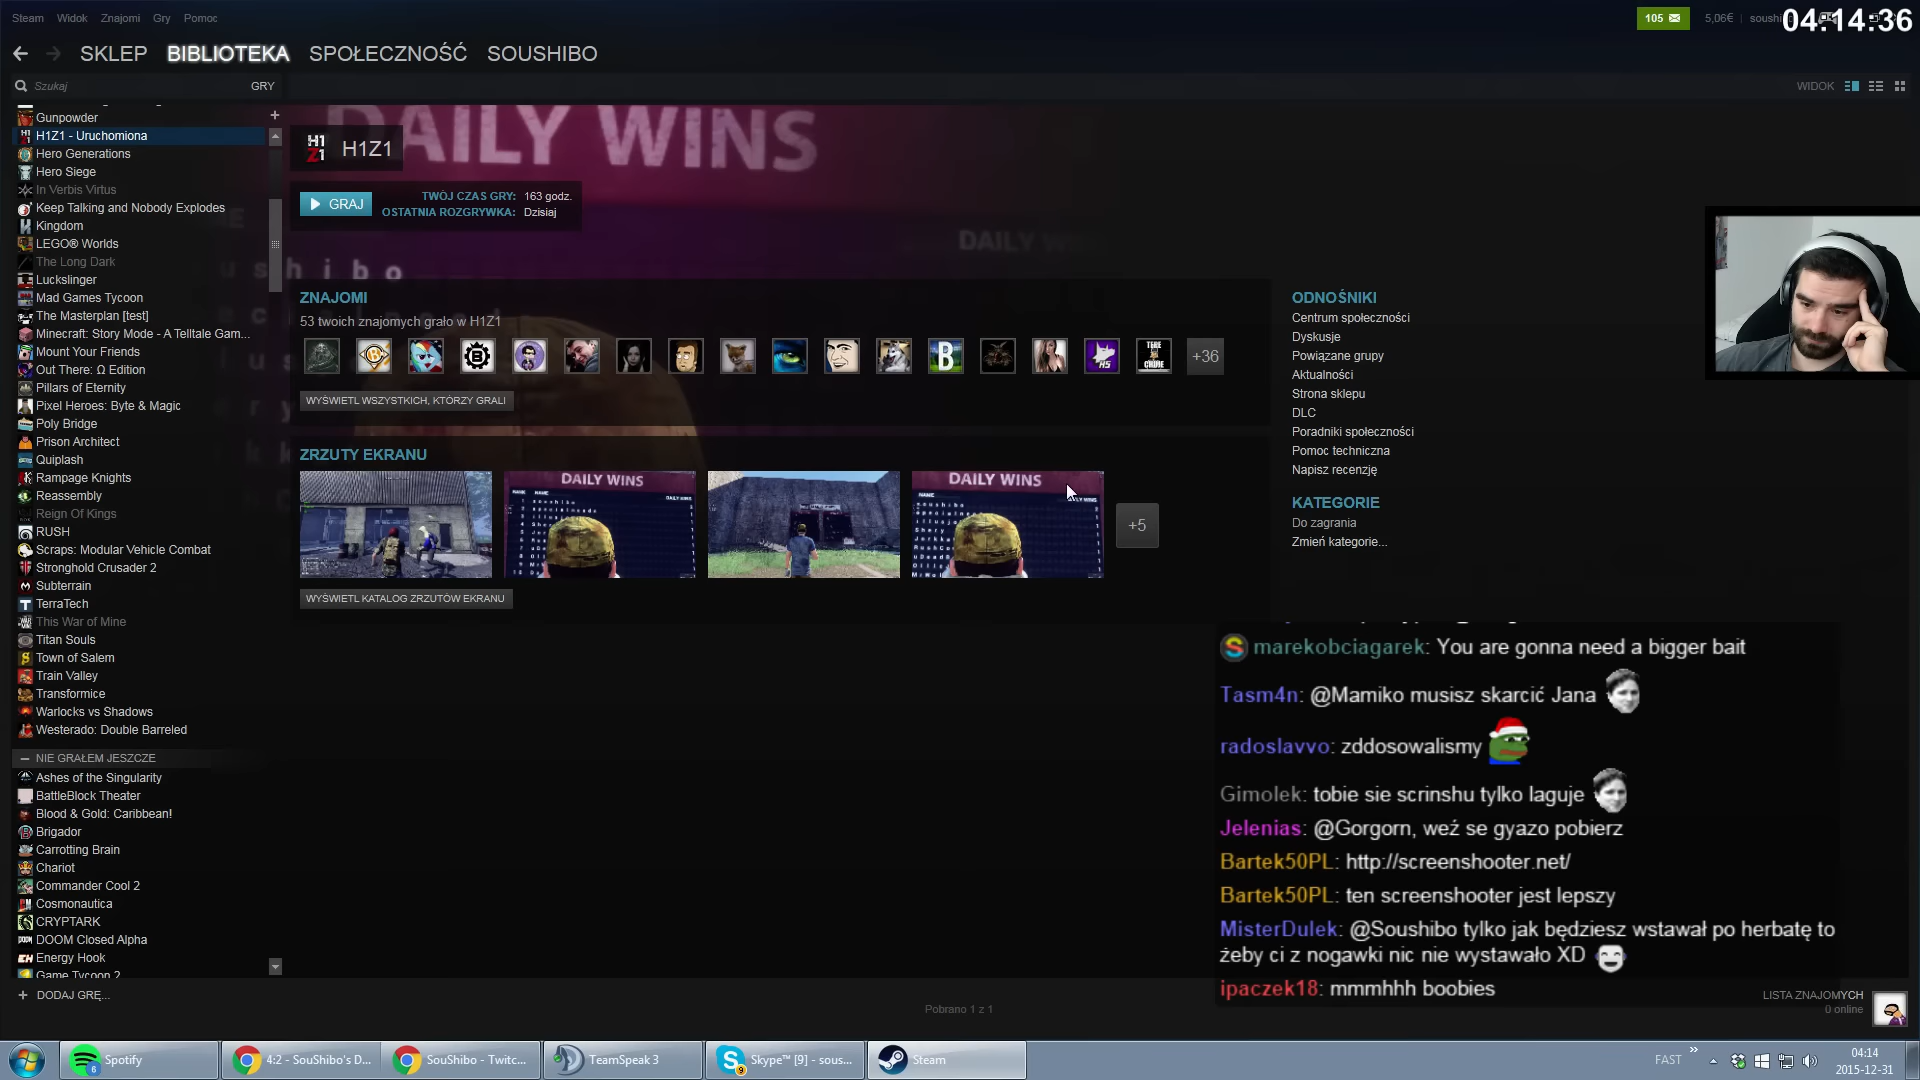 Steam Widok Znajomi Gry Pomoc
105
5,06€
04:14:36
SKLEP BIBLIOTEKA SPOŁECZNOŚĆ SOUSHIBO
Szukaj
GRY
WIDOK
Gunpowder
H1Z1 - Uruchomiona
Hero Generations
Hero Siege
In Verbis Virtus
Keep Talking and Nobody Explodes
Kingdom
LEGO® Worlds
The Long Dark
Luckslinger
Mad Games Tycoon
The Masterplan [test]
Minecraft: Story Mode - A Telltale Gam...
Mount Your Friends
Out There: Ω Edition
Pillars of Eternity
Pixel Heroes: Byte & Magic
Poly Bridge
Prison Architect
Quiplash
Rampage Knights
Reassembly
Reign Of Kings
RUSH
Scraps: Modular Vehicle Combat
Stronghold Crusader 2
Subterrain
TerraTech
This War of Mine
Titan Souls
Town of Salem
Train Valley
Transformice
Warlocks vs Shadows
Westerado: Double Barreled
NIE GRAŁEM JESZCZE
Ashes of the Singularity
BattleBlock Theater
Blood & Gold: Caribbean!
Brigador
Carrotting Brain
Chariot
Commander Cool 2
Cosmonautica
CRYPTARK
DOOM Closed Alpha
Energy Hook
Game Tycoon 2
DODAJ GRĘ...
DAILY WINS
H1Z1
GRAJ
TWÓJ CZAS GRY: 163 godz.
OSTATNIA ROZGRYWKA: Dzisiaj
DAILY
ZNAJOMI
53 twoich znajomych grało w H1Z1
+36
WYŚWIETL WSZYSTKICH, KTÓRZY GRALI
ZRZUTY EKRANU
DAILY WINS
DAILY WINS
+5
WYŚWIETL KATALOG ZRZUTÓW EKRANU
ODNOŚNIKI
Centrum społeczności
Dyskusje
Powiązane grupy
Aktualności
Strona sklepu
DLC
Poradniki społeczności
Pomoc techniczna
Napisz recenzję
KATEGORIE
Do zagrania
Zmień kategorie...
marekobciagarek: You are gonna need a bigger bait
Tasm4n: @Mamiko musisz skarcić Jana
radoslavvo: zddosowalismy
Gimolek: tobie sie scrinshu tylko laguje
Jelenias: @Gorgorn, weź se gyazo pobierz
Bartek50PL: http://screenshooter.net/
Bartek50PL: ten screenshooter jest lepszy
MisterDulek: @Soushibo tylko jak będziesz wstawał po herbatę to
żeby ci z nogawki nic nie wystawało XD
ipaczek18: mmmhhh boobies
Pobrano 1 z 1
LISTA ZNAJOMYCH
0 online
Spotify
4:2 - SouShibo's D...
SouShibo - Twitc...
TeamSpeak 3
Skype™ [9] - sous...
Steam
FAST
04:14
2015-12-31